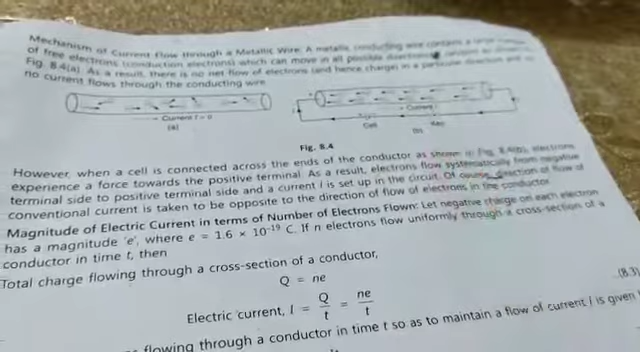 Mechanism of Current Flow through a Metallic Wire: A metallic conducting wire contains a large
of free electrons (conduction electrons) which can move in all possible directions
Fig. 8.4(a). As a result, there is no net flow of electrons (and hence charge) in a particular direction and
no current flows through the conducting wire.
Current I = 0
Current I
(a)
Cell
Key
(b)
Fig. 8.4
However, when a cell is connected across the ends of the conductor as shown in Fig. 8.4(b), electrons
experience a force towards the positive terminal. As a result, electrons flow systematically from negative
terminal side to positive terminal side and a current I is set up in the circuit. Of course, direction of flow of
conventional current is taken to be opposite to the direction of flow of electrons in the conductor.
Magnitude of Electric Current in terms of Number of Electrons Flown: Let negative charge on each electron
has a magnitude 'e', where e = 1.6 × 10⁻¹⁹ C. If n electrons flow uniformly through a cross-section of a
conductor in time t, then
Total charge flowing through a cross-section of a conductor,
Q = ne
Electric current, I = Q/t = ne/t
(8.3)
flowing through a conductor in time t so as to maintain a flow of current I is given